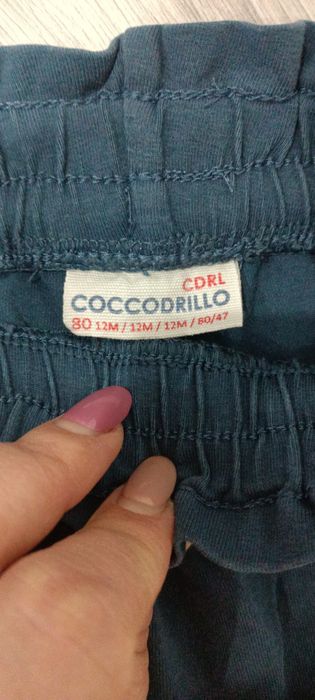 CDRL
COCCODRILLO
80 12M / 12M / 12M / 80/47